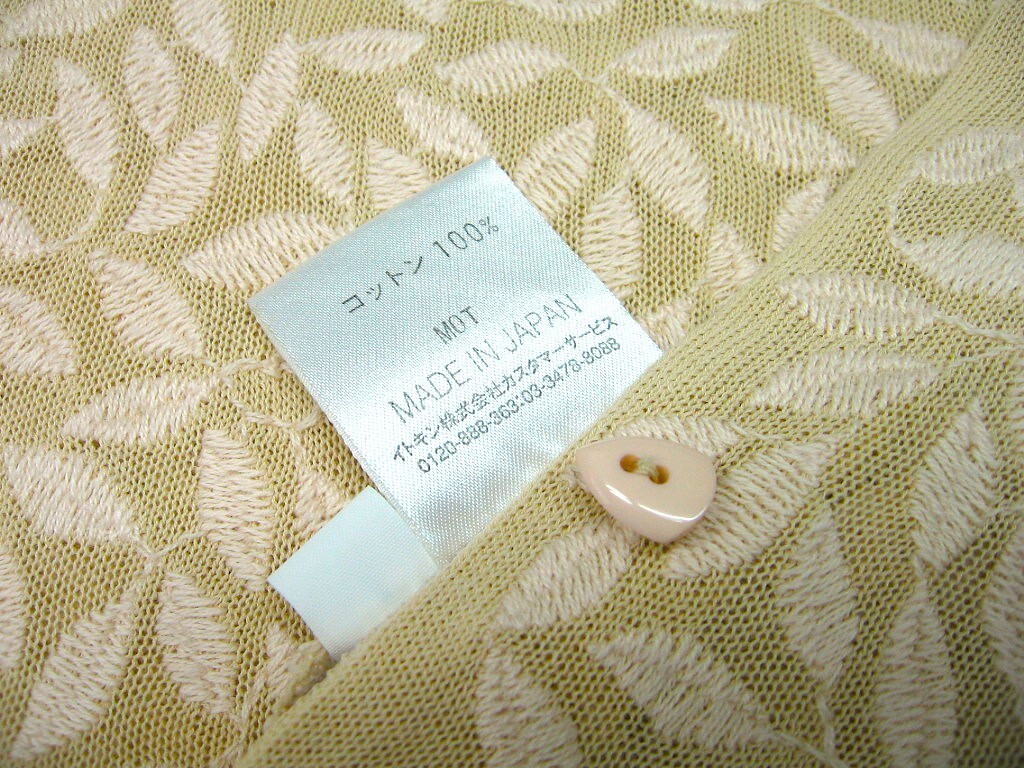 コットン 100%
MOT
MADE IN JAPAN
イトキン株式会社カスタマーサービス
0120-888-363:03-3478-8088